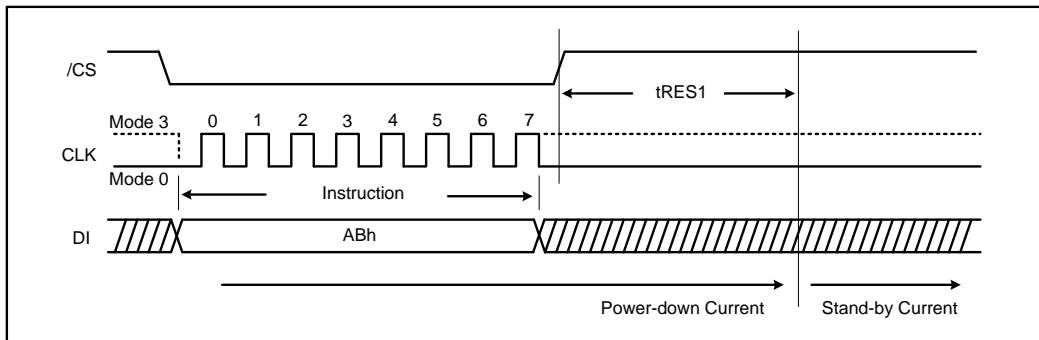 /CS
tRES1
Mode 3
0 1 2 3 4 5 6 7
CLK
Mode 0
Instruction
DI
ABh
Power-down Current
Stand-by Current